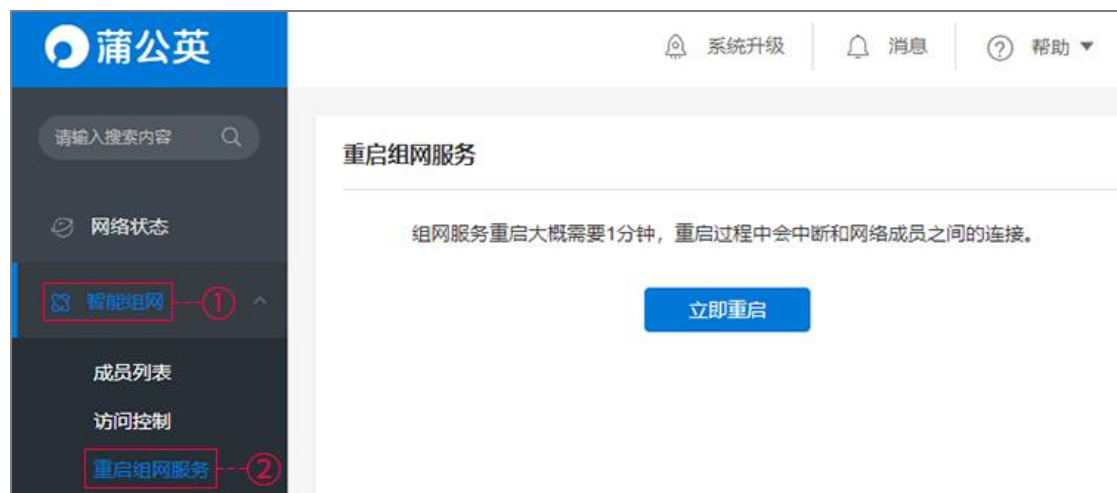 蒲公英
系统升级
消息
帮助
请输入搜索内容
重启组网服务
网络状态
组网服务重启大概需要1分钟，重启过程中会中断和网络成员之间的连接。
智能组网 ①
立即重启
成员列表
访问控制
重启组网服务 ②